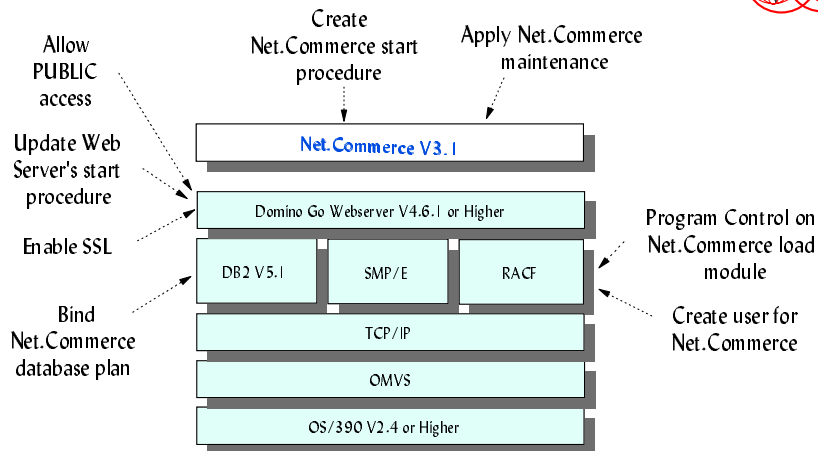 Create
Net.Commerce start
procedure
Apply Net.Commerce
maintenance
Allow
PUBLIC
access
Update Web
Server's start
procedure
Enable SSL
Bind
Net.Commerce
database plan
Net.Commerce V3.1
Domino Go Webserver V4.6.1 or Higher
DB2 V5.1
SMP/E
RACF
TCP/IP
OMVS
OS/390 V2.4 or Higher
Program Control on
Net.Commerce load
module
Create user for
Net.Commerce